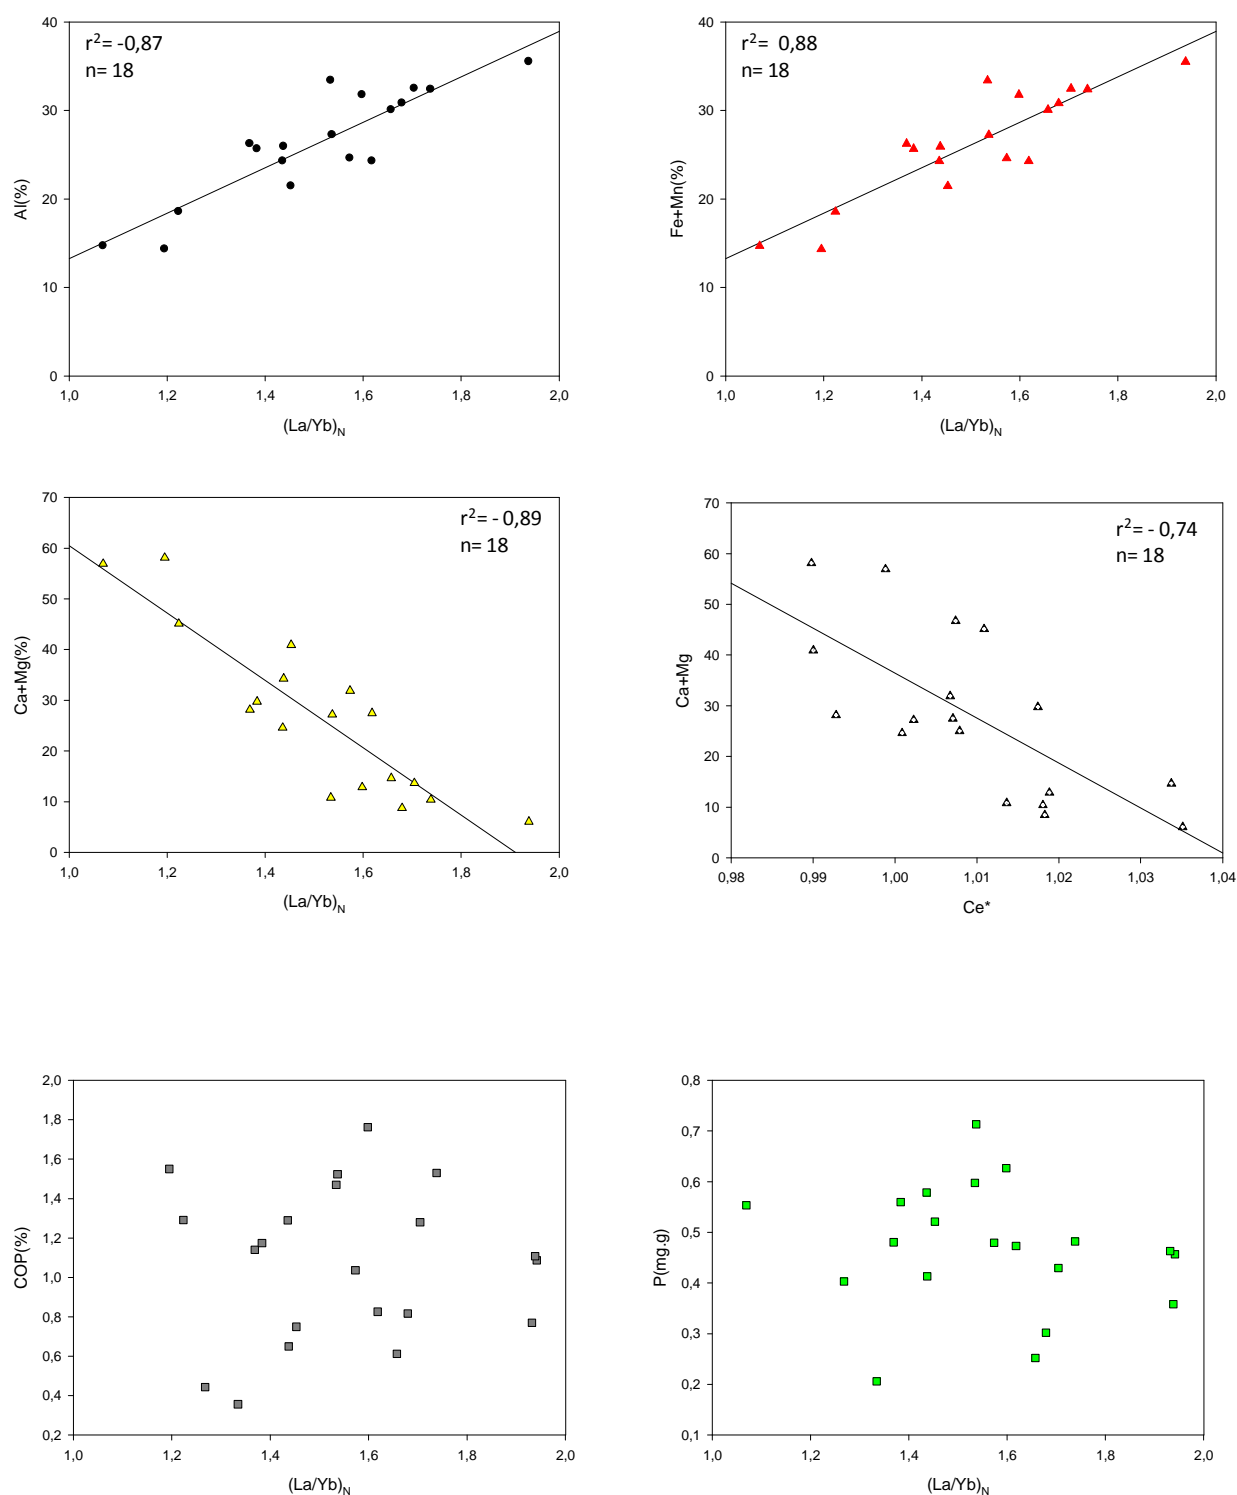 r²= -0,87
n= 18
40
30
20
10
0
Al(%)
1,0 1,2 1,4 1,6 1,8 2,0
(La/Yb)N
r²= 0,88
n= 18
40
30
20
10
0
Fe+Mn(%)
1,0 1,2 1,4 1,6 1,8 2,0
(La/Yb)N
r²= - 0,89
n= 18
70
60
50
40
30
20
10
0
Ca+Mg(%)
1,0 1,2 1,4 1,6 1,8 2,0
(La/Yb)N
r²= - 0,74
n= 18
70
60
50
40
30
20
10
0
Ca+Mg
0,98 0,99 1,00 1,01 1,02 1,03 1,04
Ce*
2,0
1,8
1,6
1,4
1,2
1,0
0,8
0,6
0,4
0,2
COP(%)
1,0 1,2 1,4 1,6 1,8 2,0
(La/Yb)N
0,8
0,7
0,6
0,5
0,4
0,3
0,2
0,1
P(mg.g)
1,0 1,2 1,4 1,6 1,8 2,0
(La/Yb)N